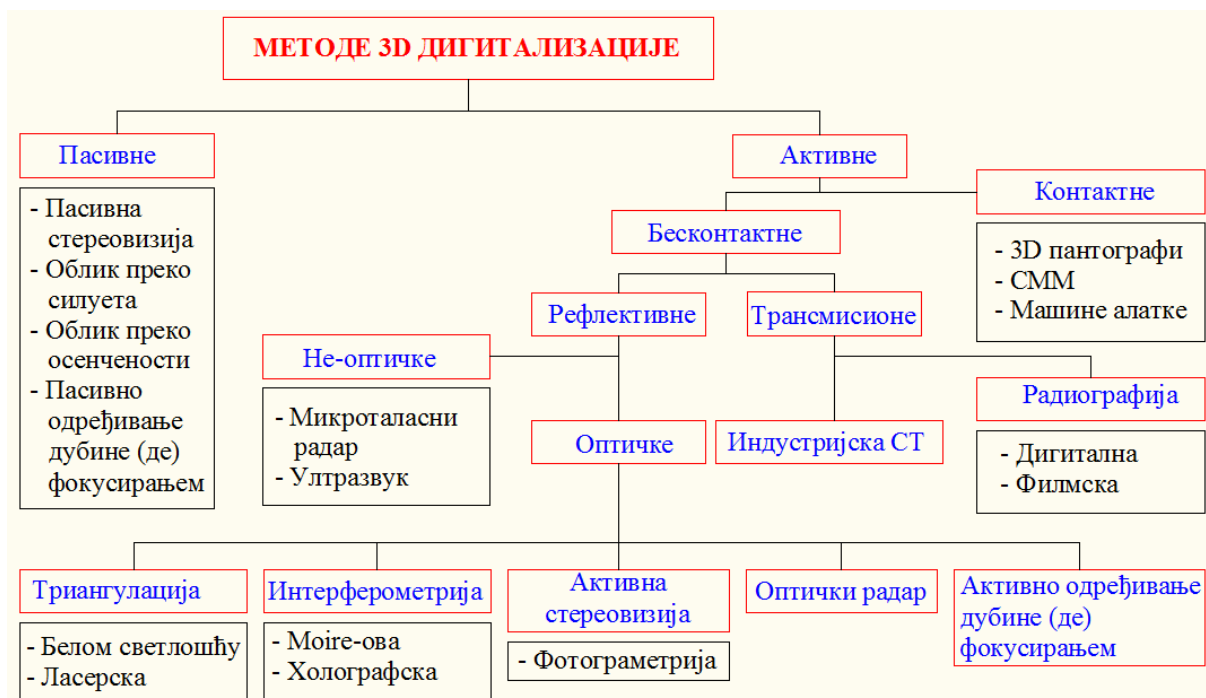 МЕТОДЕ 3D ДИГИТАЛИЗАЦИЈЕ
Пасивне
- Пасивна
стереовизија
- Облик преко
силуета
- Облик преко
осенчености
- Пасивно
одређивање
дубине (де)
фокусирањем
Активне
Контактне
- 3D пантографи
- CMM
- Машине алатке
Бесконтактне
Рефлективне
Трансмисионе
Не-оптичке
- Микроталасни
радар
- Ултразвук
Оптичке
Индустријска CT
Радиографија
- Дигитална
- Филмска
Триангулација
- Белом светлошћу
- Ласерска
Интерферометрија
- Moire-ова
- Холографска
Активна
стереовизија
- Фотограметрија
Оптички радар
Активно одређивање
дубине (де)
фокусирањем